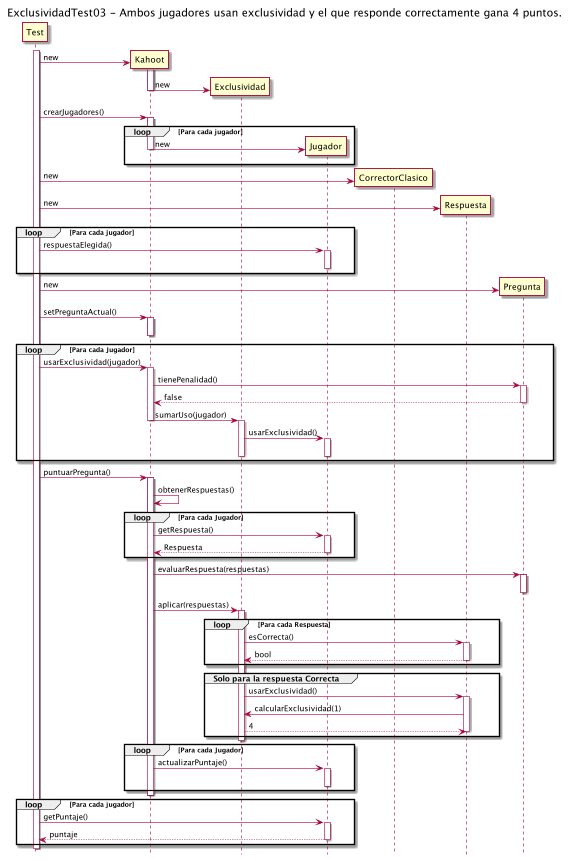 ExclusividadTest03 - Ambos jugadores usan exclusividad y el que responde correctamente gana 4 puntos.
Test
new
Kahoot
new
Exclusividad
crearJugadores()
loop [Para cada jugador]
new
Jugador
new
CorrectorClasico
new
Respuesta
loop [Para cada jugador]
respuestaElegida()
new
Pregunta
setPreguntaActual()
loop [Para cada Jugador]
usarExclusividad(jugador)
tienePenalidad()
false
sumarUso(jugador)
usarExclusividad()
puntuarPregunta()
obtenerRespuestas()
loop [Para cada Jugador]
getRespuesta()
Respuesta
evaluarRespuesta(respuestas)
aplicar(respuestas)
loop [Para cada Respuesta]
esCorrecta()
bool
Solo para la respuesta Correcta
usarExclusividad()
calcularExclusividad(1)
4
loop [Para cada Jugador]
actualizarPuntaje()
loop [Para cada jugador]
getPuntaje()
puntaje